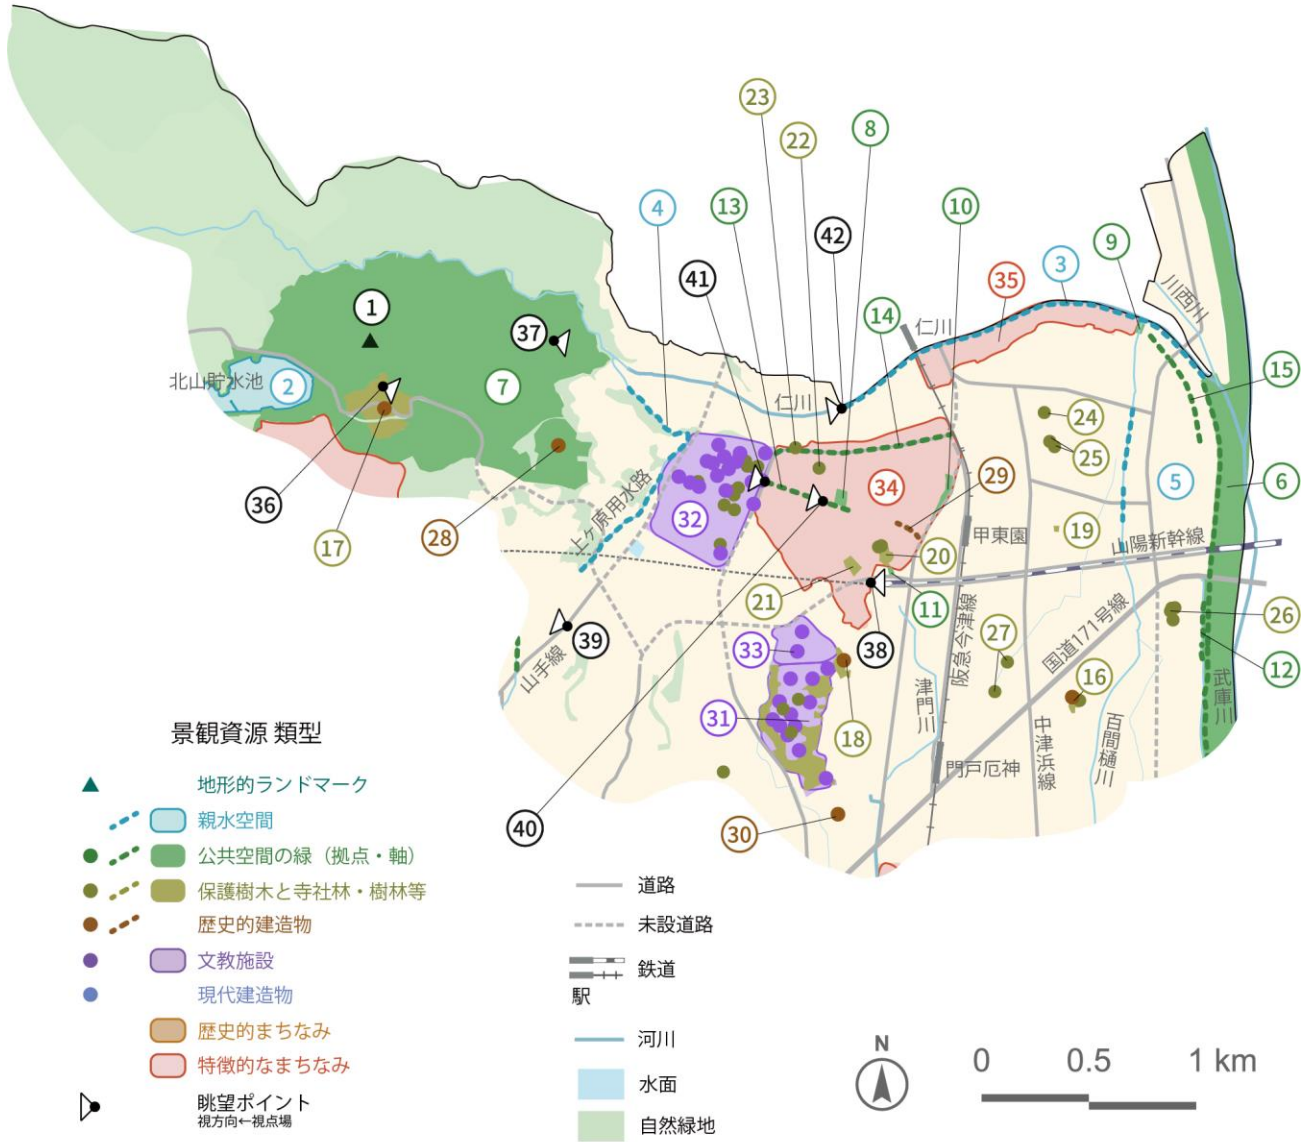 23
22
8
4
13
10
42
9
41
35
3
川西川
1
14
仁川
37
15
北山貯水池
2
7
仁川
24
25
34
29
5
6
36
上ヶ原用水路
32
17
28
甲東園
19
山陽新幹線
20
21
11
26
39
33
38
27
国道171号線
12
山手線
阪急今津線
16
武庫川
31
18
津門川
中津浜線
百間樋川
門戸厄神
40
30
景観資源 類型
地形的ランドマーク
親水空間
公共空間の緑（拠点・軸）
保護樹木と寺社林・樹林等
歴史的建造物
文教施設
現代建造物
歴史的まちなみ
特徴的なまちなみ
眺望ポイント
視方向←視点場
道路
未設道路
鉄道
駅
河川
水面
自然緑地
N
0 0.5 1 km